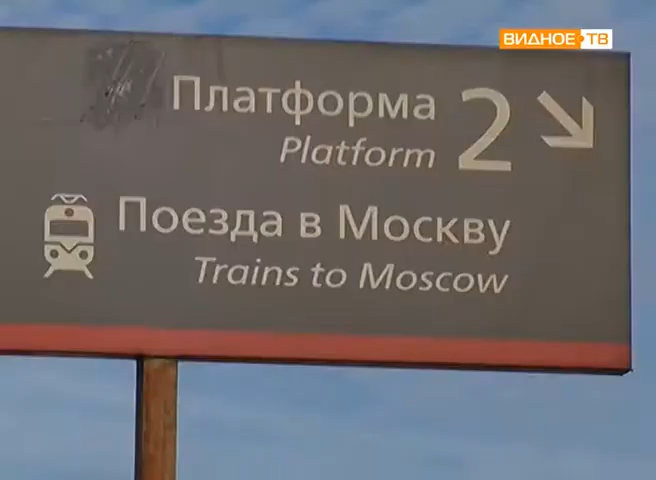 ВИДНОЕ ТВ
Платформа 2
Platform
Поезда в Москву
Trains to Moscow